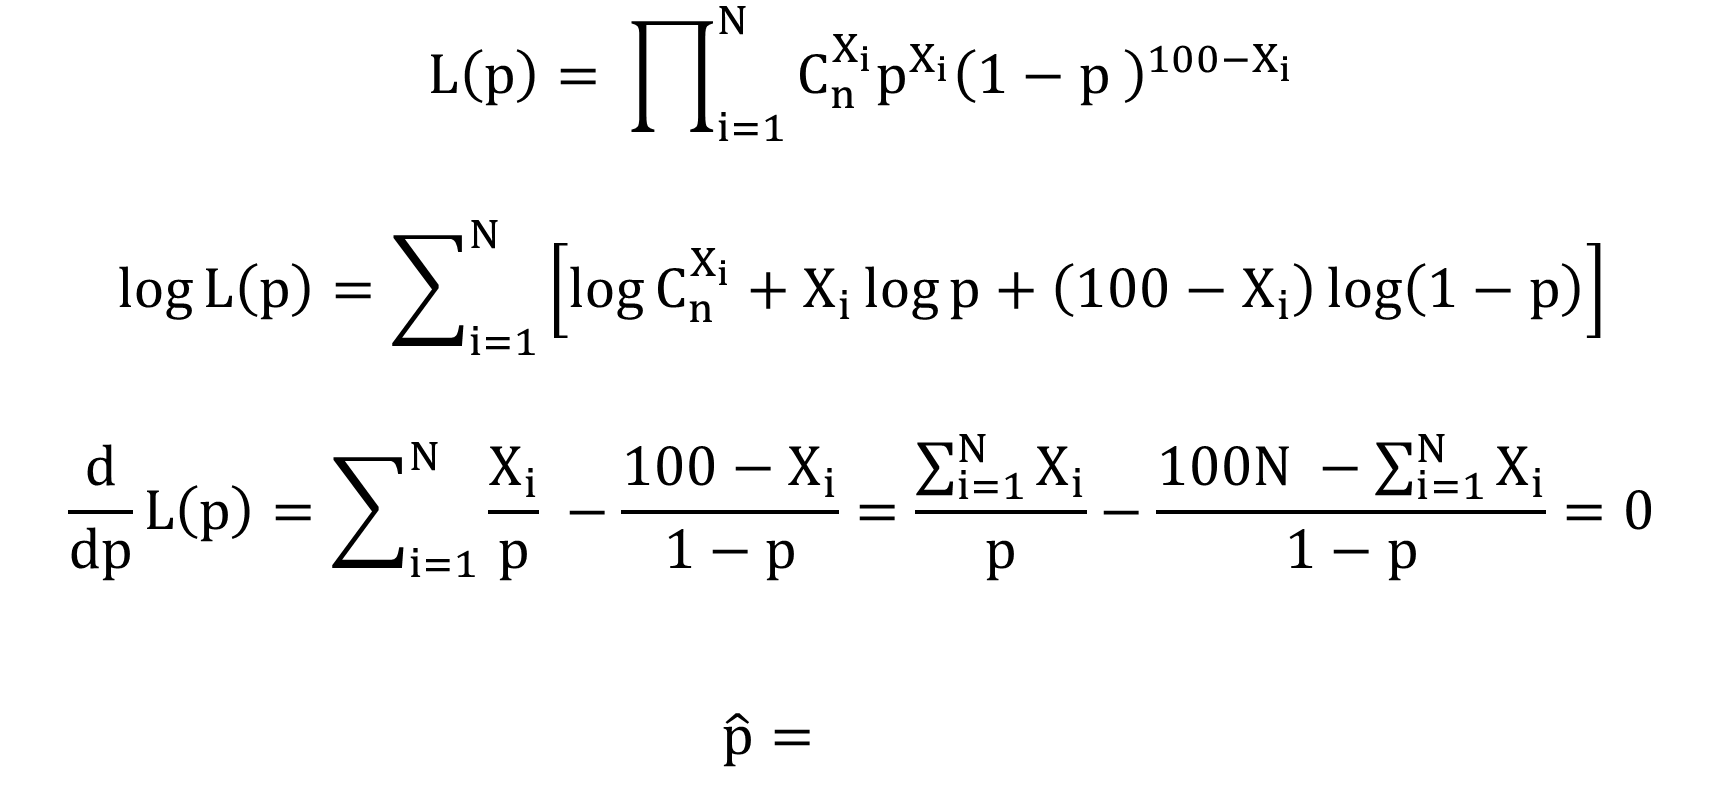 L(p) = ∏_{i=1}^{N} C_n^{X_i} p^{X_i} (1 − p )^{100−X_i}
log L(p) = ∑_{i=1}^{N} [log C_n^{X_i} + X_i log p + (100 − X_i) log(1 − p)]
d/dp L(p) = ∑_{i=1}^{N} X_i/p − (100 − X_i)/(1 − p) = (∑_{i=1}^{N} X_i)/p − (100N − ∑_{i=1}^{N} X_i)/(1 − p) = 0
p̂ =